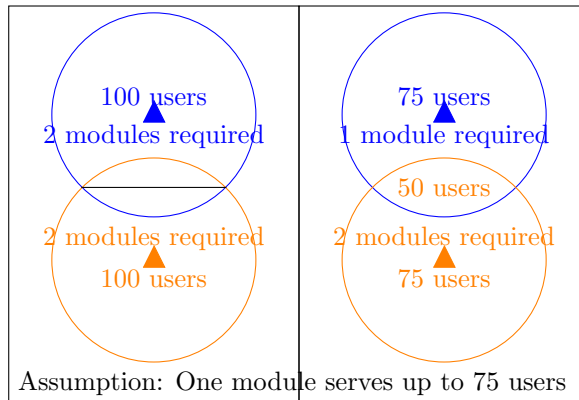 100 users
2 modules required
2 modules required
100 users
75 users
1 module required
50 users
2 modules required
75 users
Assumption: One module serves up to 75 users